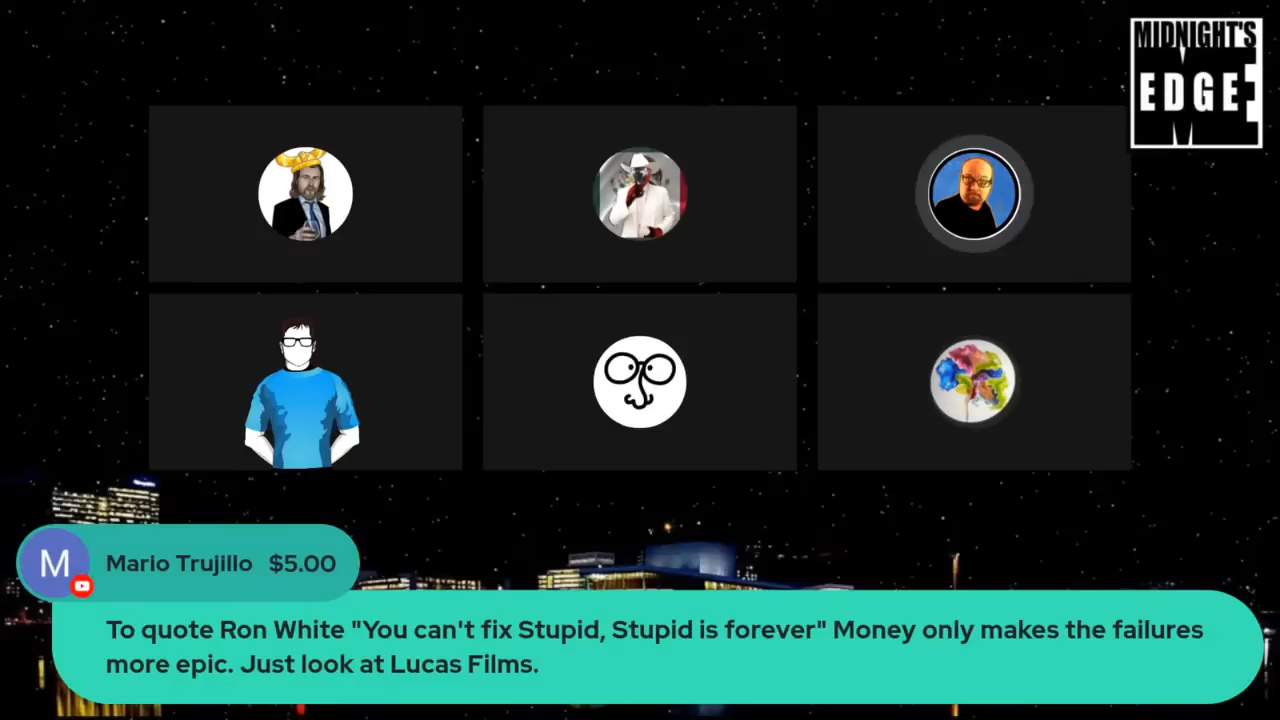 MIDNIGHT'S
EDGE
M
Mario Trujillo $5.00
To quote Ron White "You can't fix Stupid, Stupid is forever" Money only makes the failures
more epic. Just look at Lucas Films.